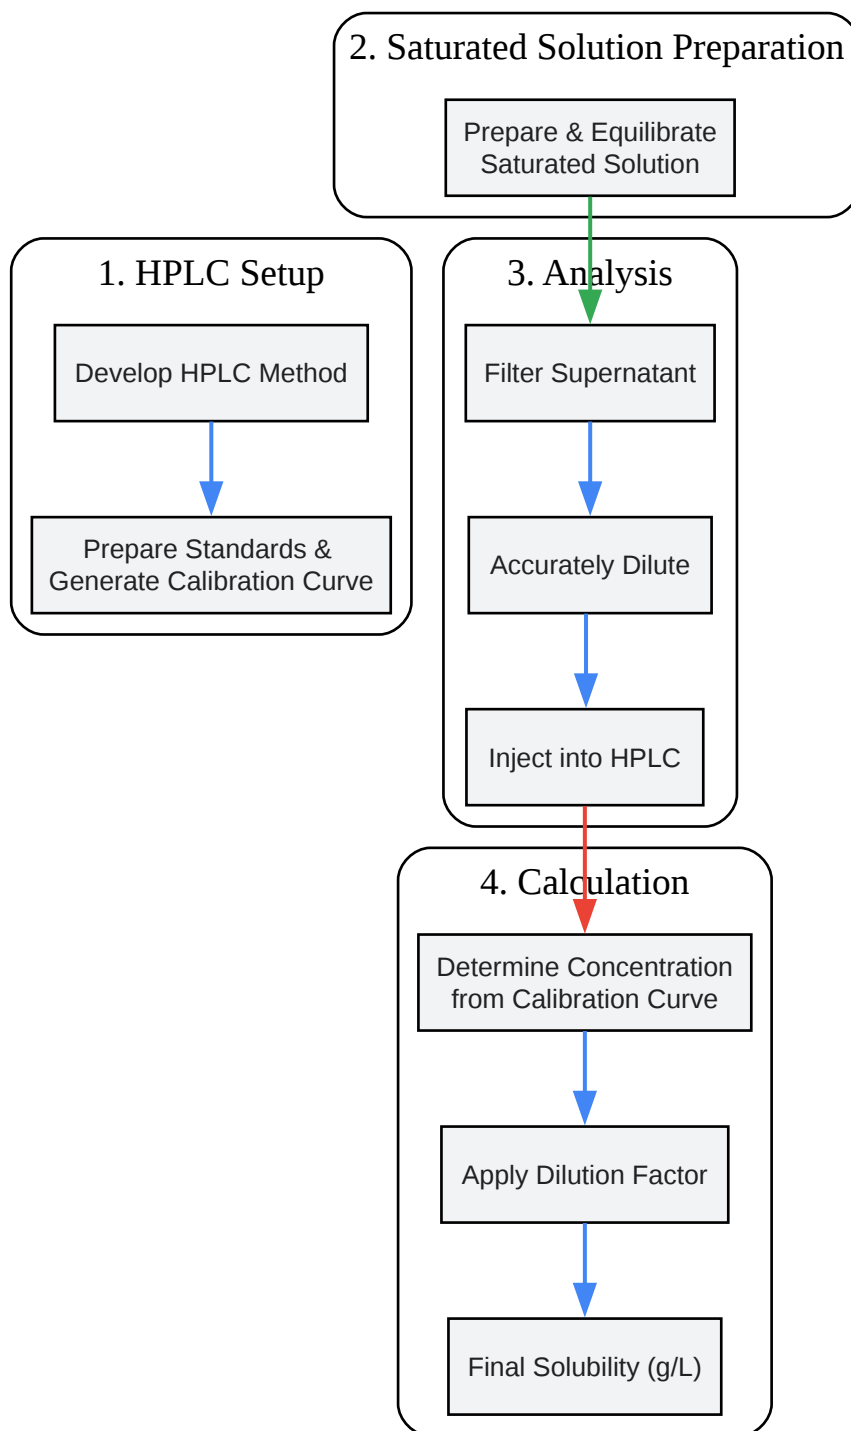 2. Saturated Solution Preparation
Prepare & Equilibrate
Saturated Solution
1. HPLC Setup
Develop HPLC Method
Prepare Standards &
Generate Calibration Curve
3. Analysis
Filter Supernatant
Accurately Dilute
Inject into HPLC
4. Calculation
Determine Concentration
from Calibration Curve
Apply Dilution Factor
Final Solubility (g/L)